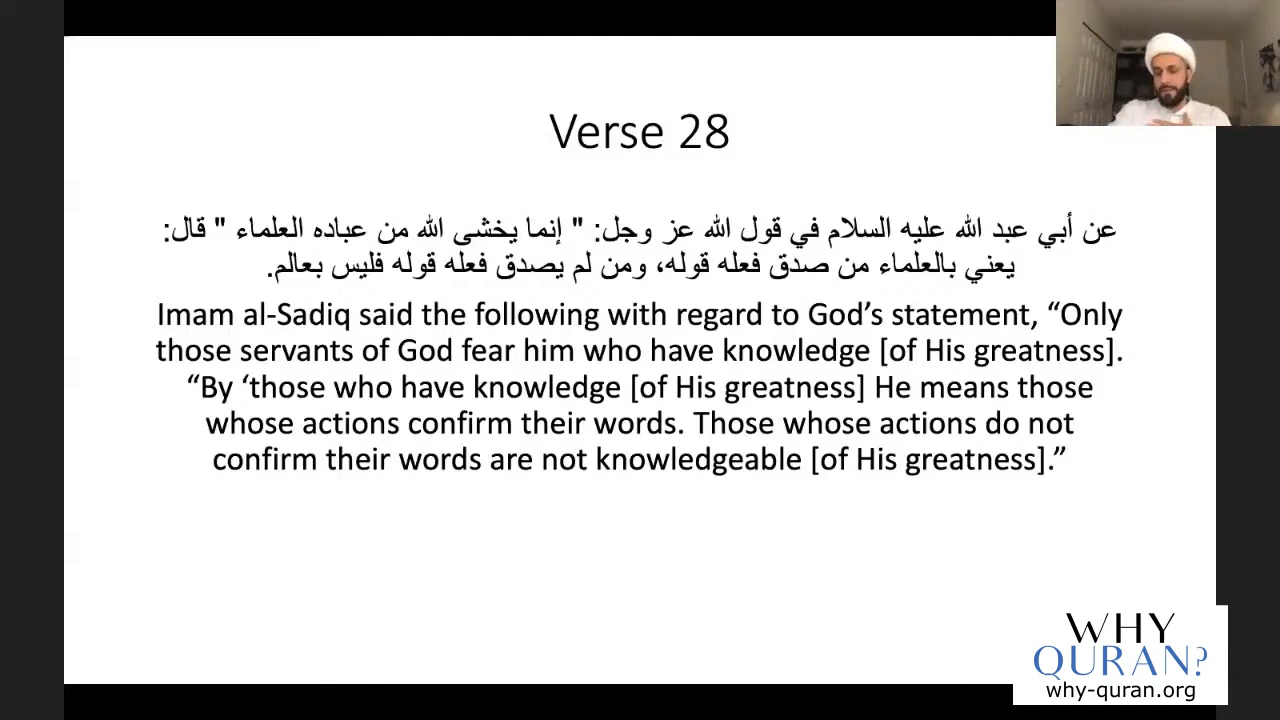 Verse 28
عن أبي عبد الله عليه السلام في قول الله عز وجل: " إنما يخشى الله من عباده العلماء " قال:
يعني بالعلماء من صدق فعله قوله، ومن لم يصدق فعله قوله فليس بعالم.
Imam al-Sadiq said the following with regard to God’s statement, “Only
those servants of God fear him who have knowledge [of His greatness].
“By ‘those who have knowledge [of His greatness] He means those
whose actions confirm their words. Those whose actions do not
confirm their words are not knowledgeable [of His greatness].”
WHY
QURAN?
why-quran.org